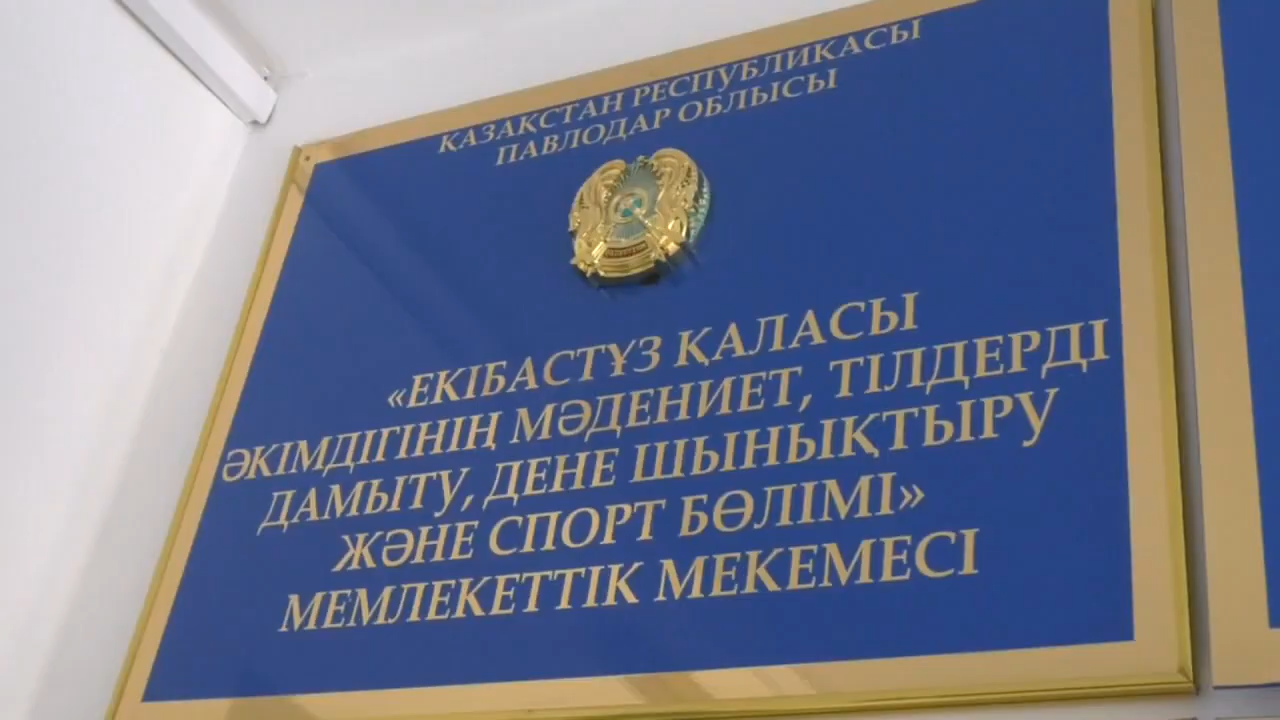 ҚАЗАҚСТАН РЕСПУБЛИКАСЫ
ПАВЛОДАР ОБЛЫСЫ
«ЕКІБАСТҰЗ ҚАЛАСЫ
ӘКІМДІГІНІҢ МӘДЕНИЕТ, ТІЛДЕРДІ
ДАМЫТУ, ДЕНЕ ШЫНЫҚТЫРУ
ЖӘНЕ СПОРТ БӨЛІМІ»
МЕМЛЕКЕТТІК МЕКЕМЕСІ